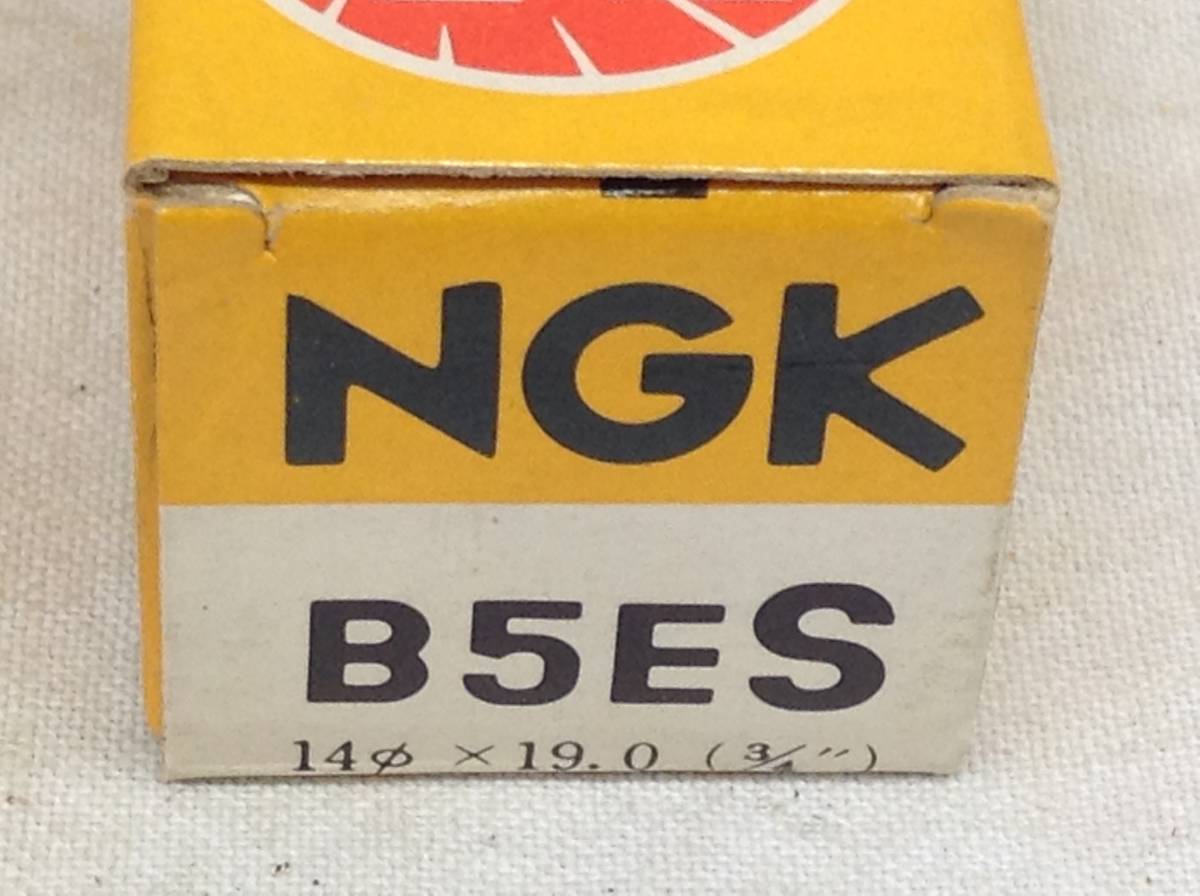 NGK
B5ES
14φ × 19.0 (3/4")